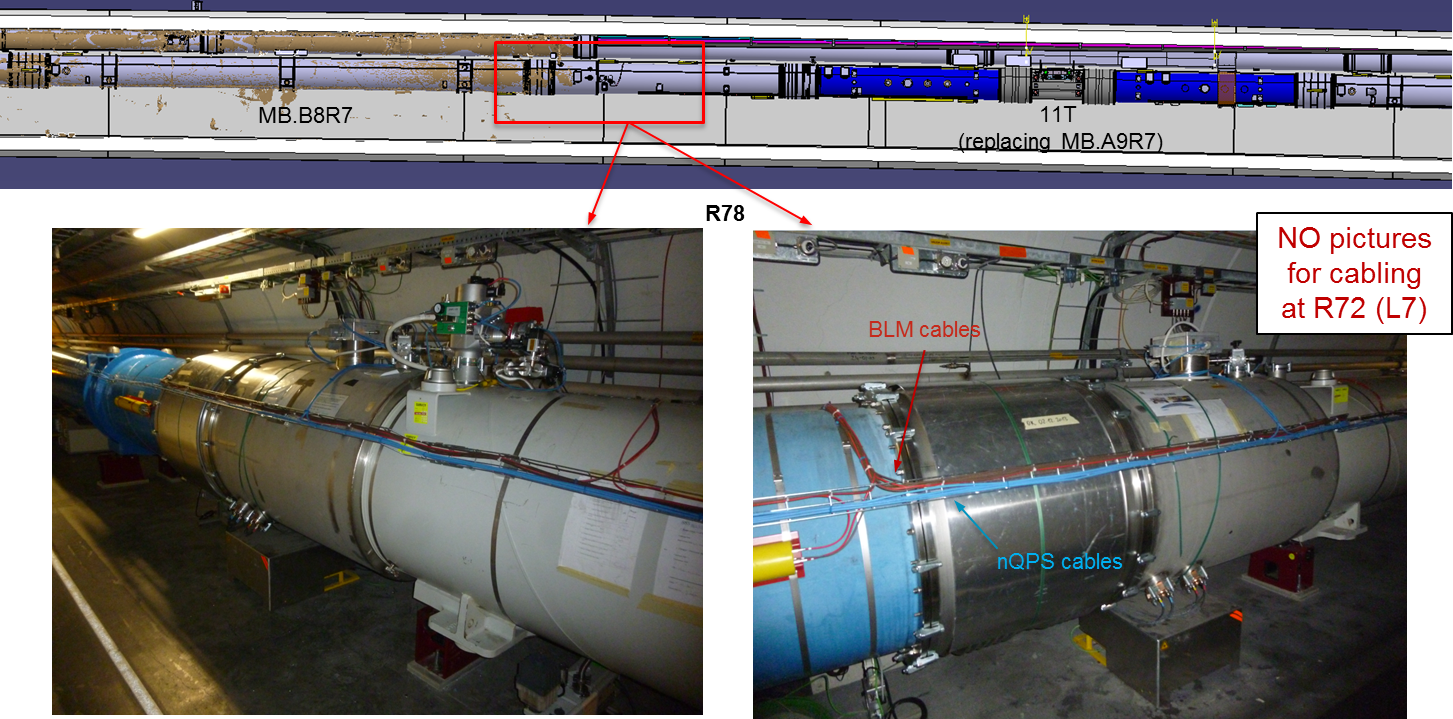 MB.B8R7
11T
(replacing MB.A9R7)
R78
NO pictures
for cabling
at R72 (L7)
BLM cables
nQPS cables